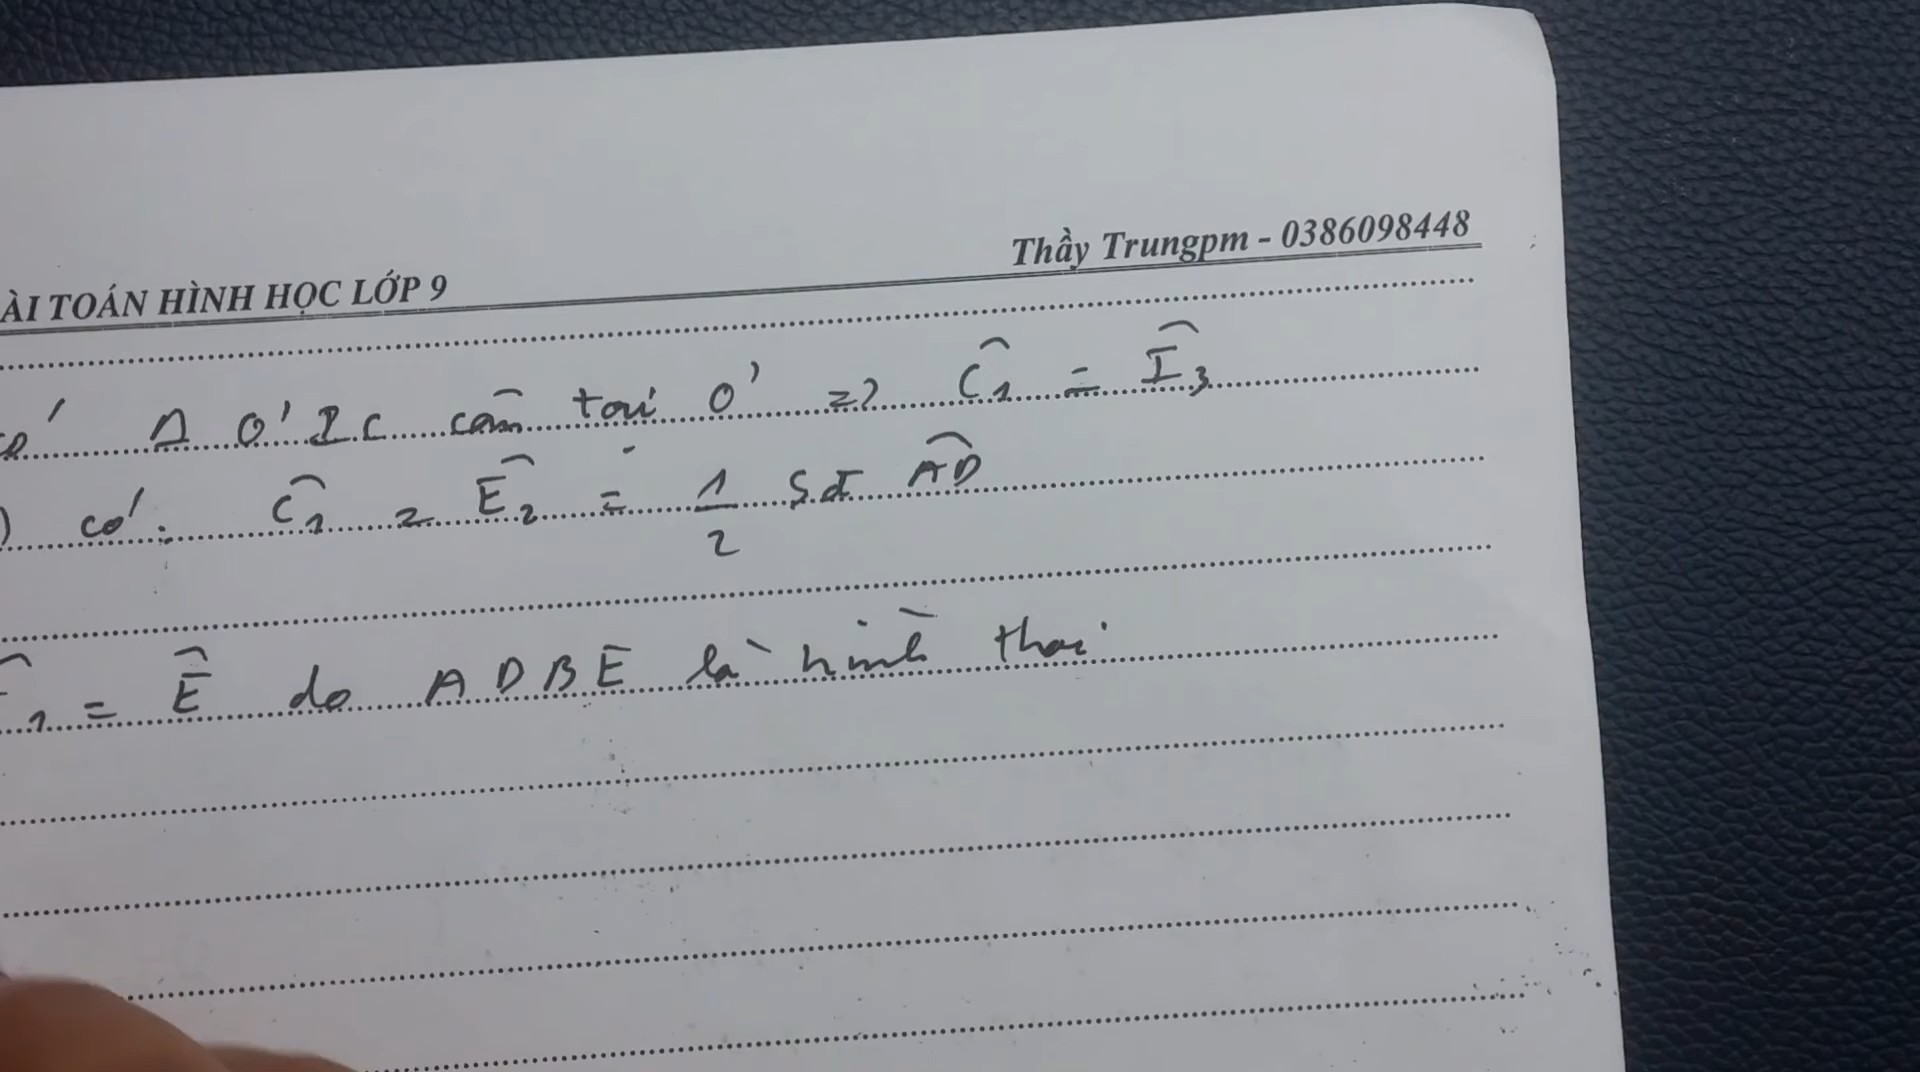 Thầy Trungpm - 0386098448
ÀI TOÁN HÌNH HỌC LỚP 9
Δ O'IC cân tại O' => Ĉ₁ = Î₃
có: Ĉ₁ = Ê₂ = 1/2 sđ AD
₁ = Ê do ADBE là hình thoi